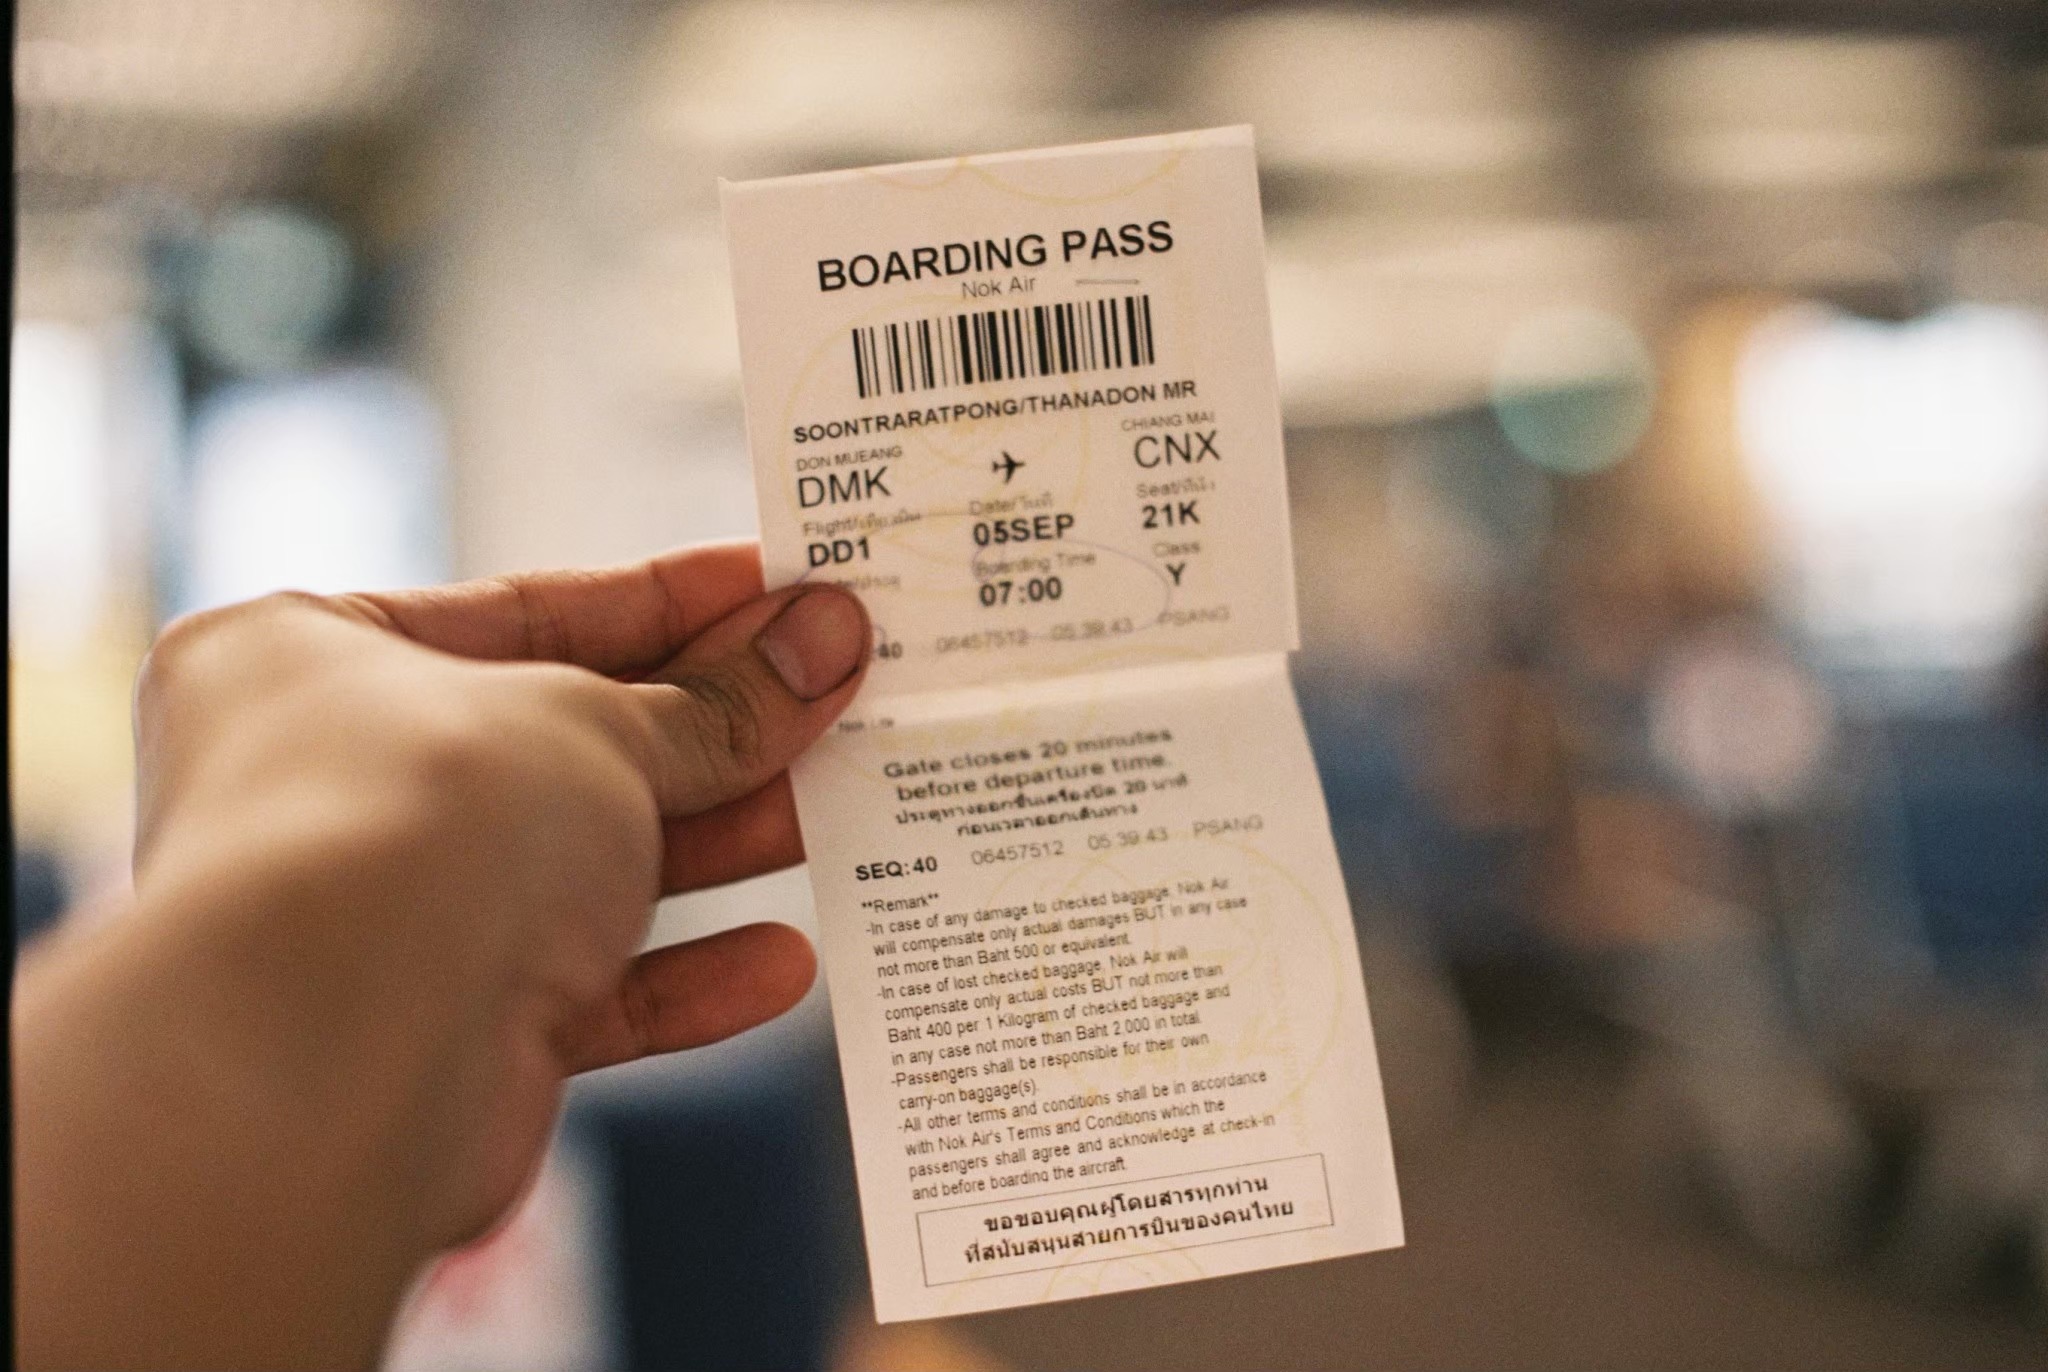 BOARDING PASS
Nok Air
SOONTRARATPONG/THANADON MR
DON MUEANG CHIANG MAI
DMK CNX
Flight/เที่ยวบิน Date/วันที่ Seat/ที่นั่ง
DD1 05SEP 21K
Boarding Time Class
07:00 Y
:40 06457512 05:39:43 PSANG
Nok Lite
Gate closes 20 minutes
before departure time.
ประตูทางออกขึ้นเครื่องปิด 20 นาที
ก่อนเวลาออกเดินทาง
SEQ:40 06457512 05:39:43 PSANG
**Remark**
-In case of any damage to checked baggage, Nok Air
will compensate only actual damages BUT in any case
not more than Baht 500 or equivalent.
-In case of lost checked baggage, Nok Air will
compensate only actual costs BUT not more than
Baht 400 per 1 Kilogram of checked baggage and
in any case not more than Baht 2,000 in total.
-Passengers shall be responsible for their own
carry-on baggage(s).
-All other terms and conditions shall be in accordance
with Nok Air's Terms and Conditions which the
passengers shall agree and acknowledge at check-in
and before boarding the aircraft.
ขอขอบคุณผู้โดยสารทุกท่าน
ที่สนับสนุนสายการบินของคนไทย